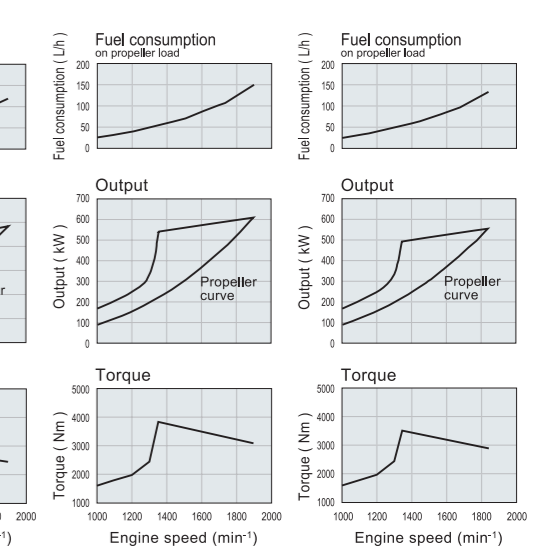 Fuel consumption
on propeller load
Fuel consumption ( L/h )
200
150
100
50
0
Fuel consumption
on propeller load
Fuel consumption ( L/h )
200
150
100
50
0
Output
Output ( kW )
700
600
500
400
300
200
100
0
Propeller
curve
Output
Output ( kW )
700
600
500
400
300
200
100
0
Propeller
curve
r
Torque
Torque ( Nm )
5000
4000
3000
2000
1000
1000 1200 1400 1600 1800 2000
Engine speed (min-1)
Torque
Torque ( Nm )
5000
4000
3000
2000
1000
1000 1200 1400 1600 1800 2000
Engine speed (min-1)
0 2000
-1)